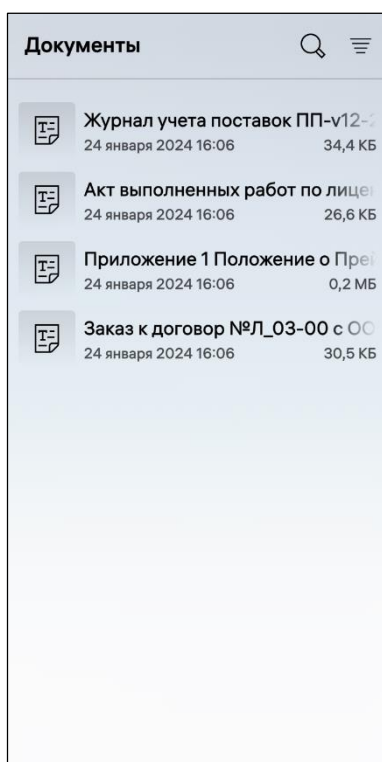 Документы
Журнал учета поставок ПП-v12-
24 января 2024 16:06 34,4 КБ
Акт выполненных работ по лице
24 января 2024 16:06 26,6 КБ
Приложение 1 Положение о Пре
24 января 2024 16:06 0,2 МБ
Заказ к договор №Л_03-00 с ОО
24 января 2024 16:06 30,5 КБ